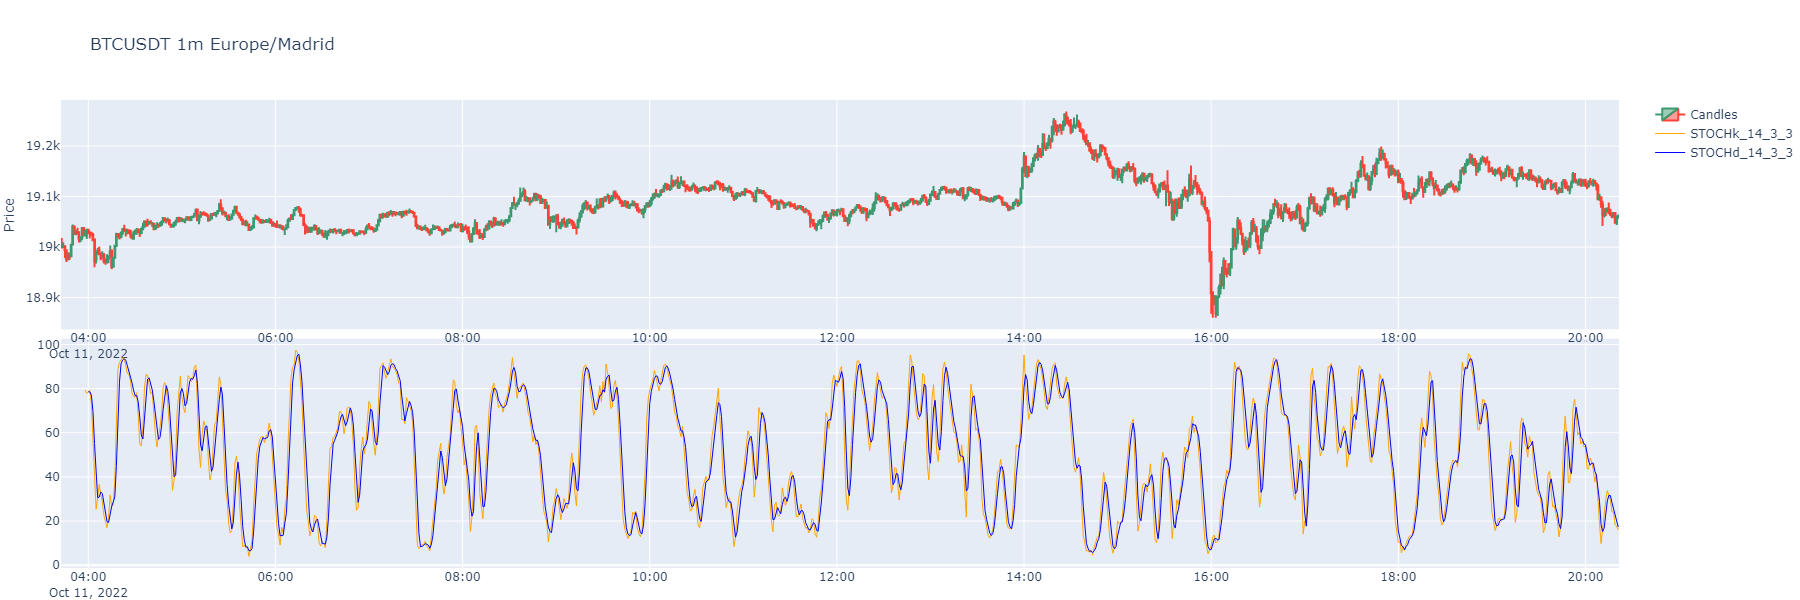 BTCUSDT 1m Europe/Madrid
Candles
STOCHk_14_3_3
STOCHd_14_3_3
Price
19.2k
19.1k
19k
18.9k
04:00 06:00 08:00 10:00 12:00 14:00 16:00 18:00 20:00
Oct 11, 2022
100
80
60
40
20
0
04:00 06:00 08:00 10:00 12:00 14:00 16:00 18:00 20:00
Oct 11, 2022